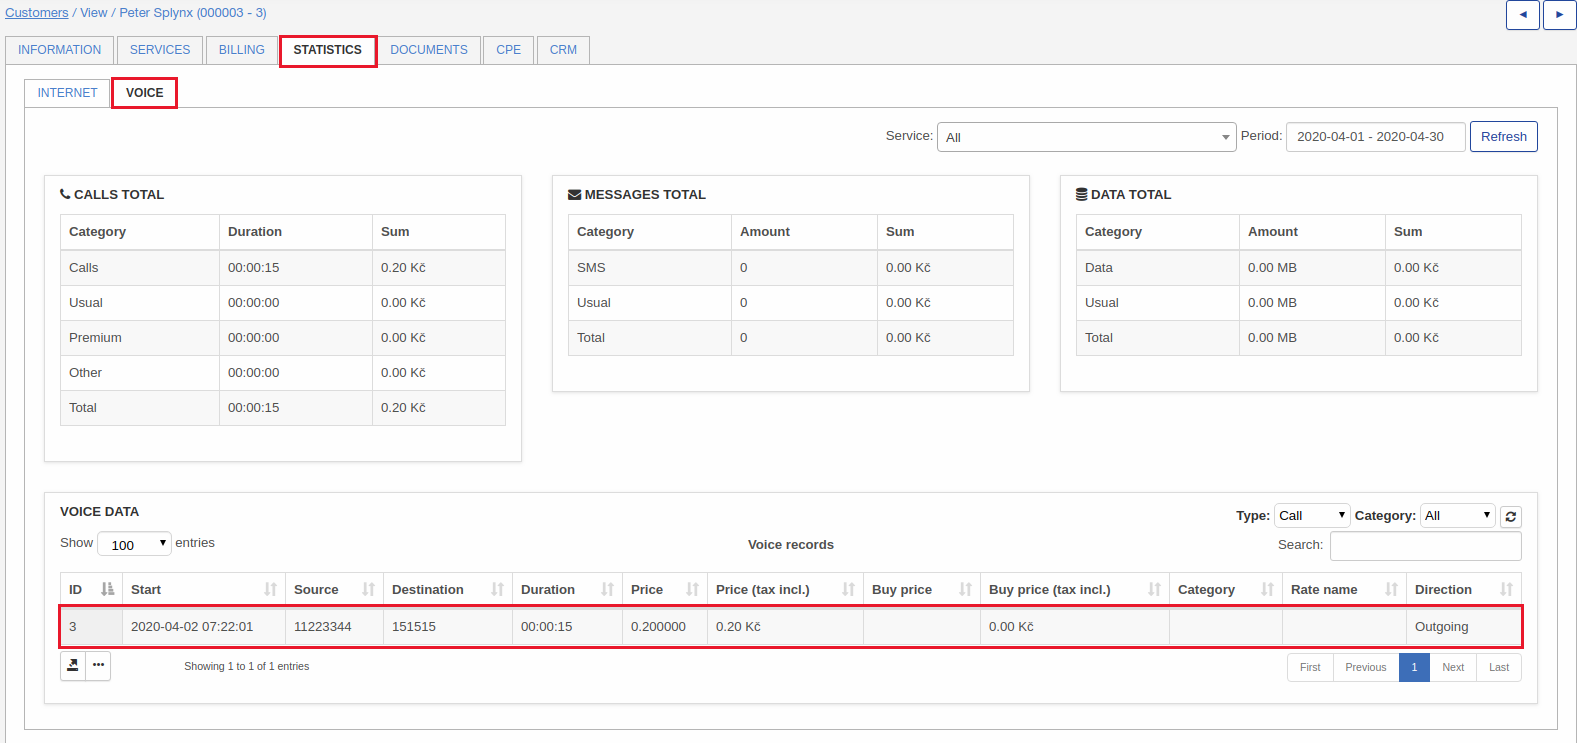 Customers / View / Peter Splynx (000003 - 3)
INFORMATION SERVICES BILLING STATISTICS DOCUMENTS CPE CRM
INTERNET VOICE
Service: All Period: 2020-04-01 - 2020-04-30 Refresh
CALLS TOTAL
Category Duration Sum
Calls 00:00:15 0.20 Kč
Usual 00:00:00 0.00 Kč
Premium 00:00:00 0.00 Kč
Other 00:00:00 0.00 Kč
Total 00:00:15 0.20 Kč
MESSAGES TOTAL
Category Amount Sum
SMS 0 0.00 Kč
Usual 0 0.00 Kč
Total 0 0.00 Kč
DATA TOTAL
Category Amount Sum
Data 0.00 MB 0.00 Kč
Usual 0.00 MB 0.00 Kč
Total 0.00 MB 0.00 Kč
VOICE DATA
Type: Call Category: All
Show 100 entries
Voice records
Search:
ID Start Source Destination Duration Price Price (tax incl.) Buy price Buy price (tax incl.) Category Rate name Direction
3 2020-04-02 07:22:01 11223344 151515 00:00:15 0.200000 0.20 Kč 0.00 Kč Outgoing
Showing 1 to 1 of 1 entries
First Previous 1 Next Last